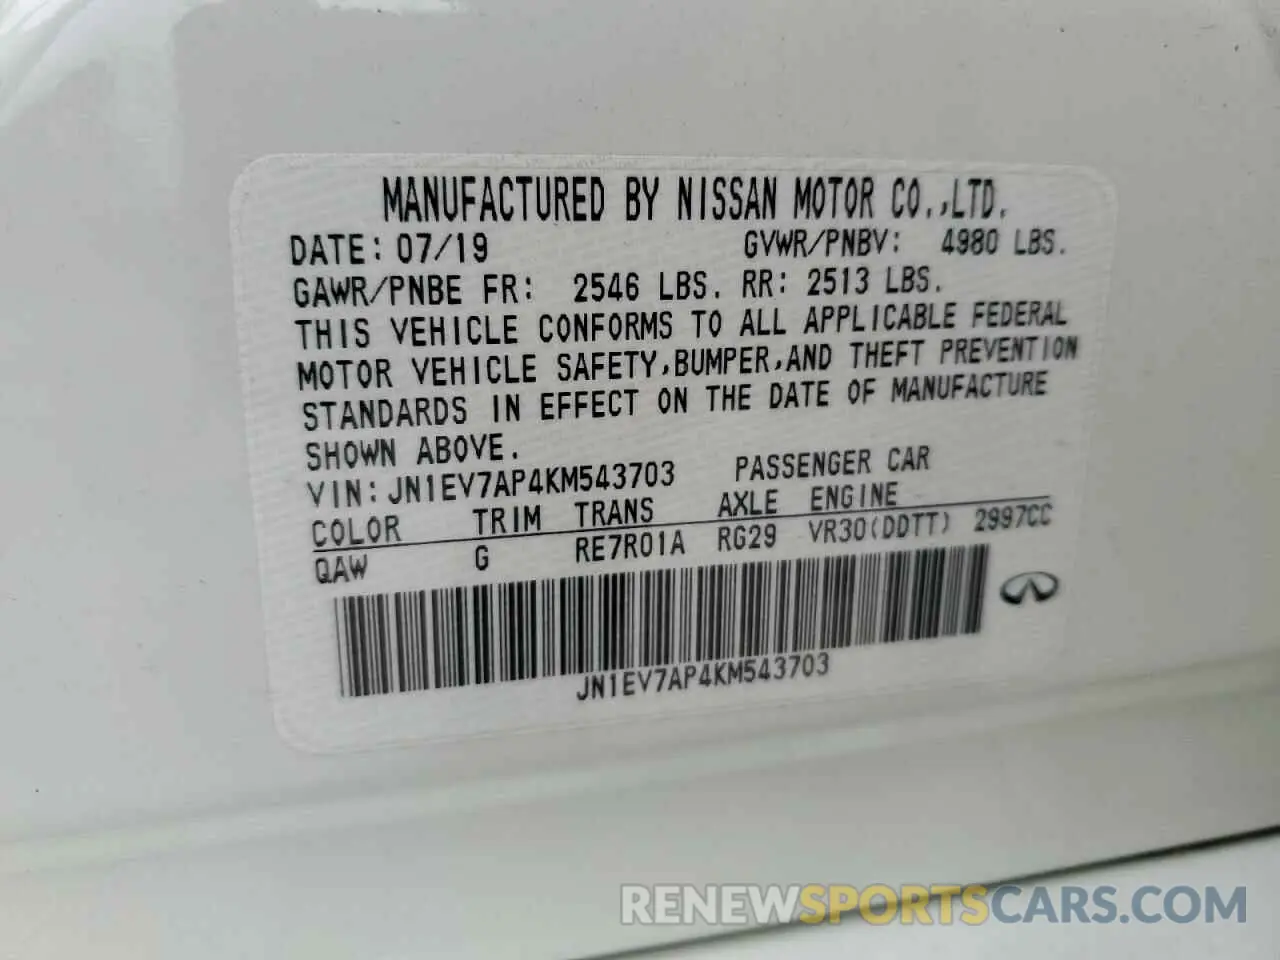 MANUFACTURED BY NISSAN MOTOR CO.,LTD.
DATE: 07/19 GVWR/PNBV: 4980 LBS.
GAWR/PNBE FR: 2546 LBS. RR: 2513 LBS.
THIS VEHICLE CONFORMS TO ALL APPLICABLE FEDERAL
MOTOR VEHICLE SAFETY,BUMPER,AND THEFT PREVENTION
STANDARDS IN EFFECT ON THE DATE OF MANUFACTURE
SHOWN ABOVE.
VIN: JN1EV7AP4KM543703 PASSENGER CAR
COLOR TRIM TRANS AXLE ENGINE
QAW G RE7R01A RG29 VR30(DDTT) 2997CC
JN1EV7AP4KM543703
RENEWSPORTSCARS.COM